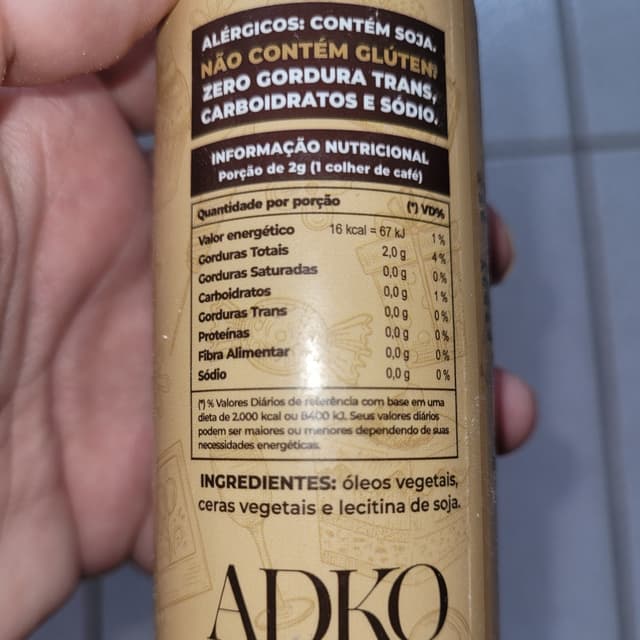 ALÉRGICOS: CONTÉM SOJA.
NÃO CONTÉM GLÚTEN.
ZERO GORDURA TRANS,
CARBOIDRATOS E SÓDIO.
INFORMAÇÃO NUTRICIONAL
Porção de 2g (1 colher de café)
Quantidade por porção (*) VD%
Valor energético 16 kcal = 67 kJ 1 %
Gorduras Totais 2,0 g 4 %
Gorduras Saturadas 0,0 g 0 %
Carboidratos 0,0 g 1 %
Gorduras Trans 0,0 g 0 %
Proteínas 0,0 g 0 %
Fibra Alimentar 0,0 g 0 %
Sódio 0,0 g 0 %
(*) % Valores Diários de referência com base em uma
dieta de 2.000 kcal ou 8400 kJ. Seus valores diários
podem ser maiores ou menores dependendo de suas
necessidades energéticas.
INGREDIENTES: óleos vegetais,
ceras vegetais e lecitina de soja.
ADKO